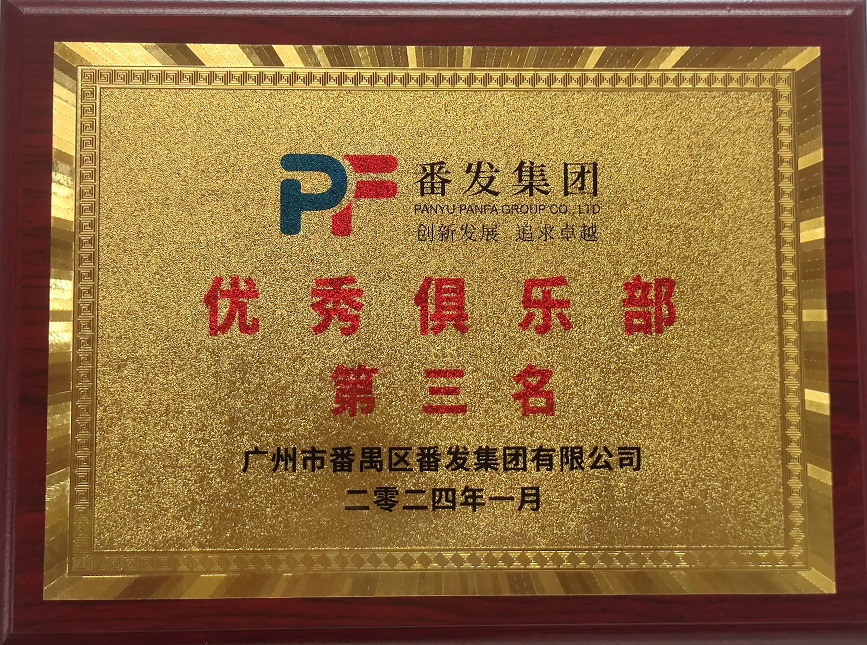 PF 番发集团
PANYU PANFA GROUP CO., LTD
创新发展 追求卓越
优秀俱乐部
第三名
广州市番禺区番发集团有限公司
二零二四年一月